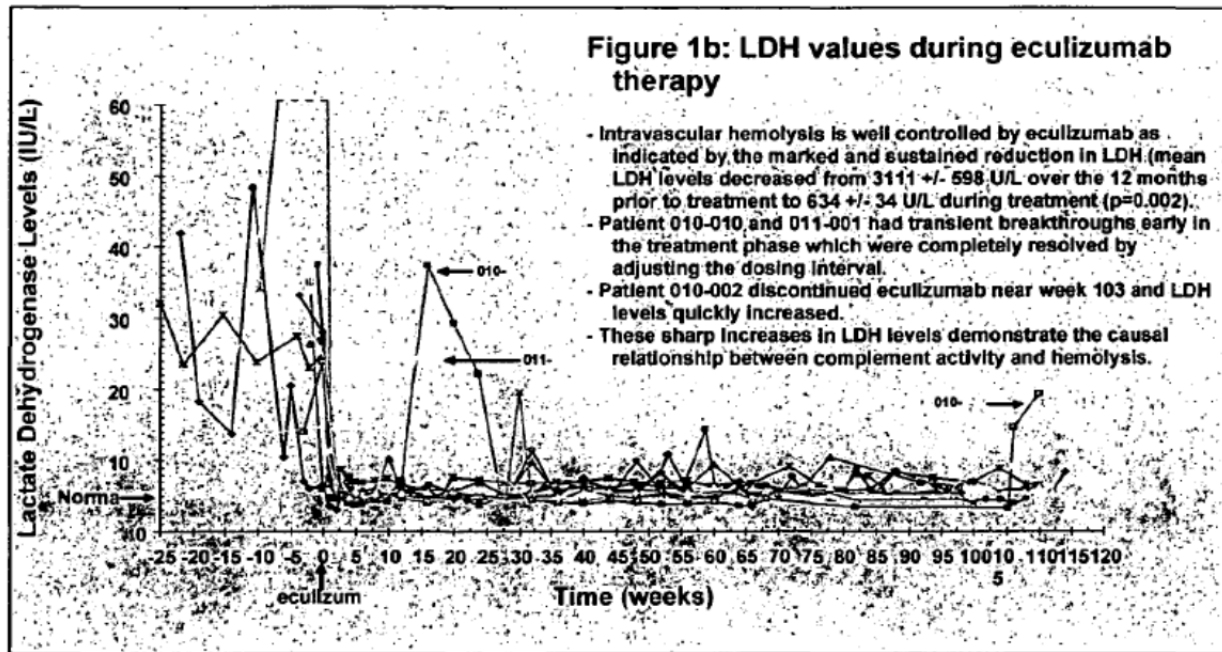 Figure 1b: LDH values during eculizumab
therapy
- Intravascular hemolysis is well controlled by eculizumab as
indicated by the marked and sustained reduction in LDH (mean
LDH levels decreased from 3111 +/- 598 U/L over the 12 months
prior to treatment to 634 +/- 34 U/L during treatment (p=0.002).
- Patient 010-010 and 011-001 had transient breakthroughs early in
the treatment phase which were completely resolved by
adjusting the dosing interval.
- Patient 010-002 discontinued eculizumab near week 103 and LDH
levels quickly increased.
- These sharp increases in LDH levels demonstrate the causal
relationship between complement activity and hemolysis.
Lactate Dehydrogenase Levels (IU/L)
60
50
40
30
20
10
Norma
-10
010-
011-
010-
-25 -20 -15 -10 -5 0 5 10 15 20 25 30 35 40 45 50 55 60 65 70 75 80 85 90 95 100 10 110 115 120
5
eculizum
Time (weeks)